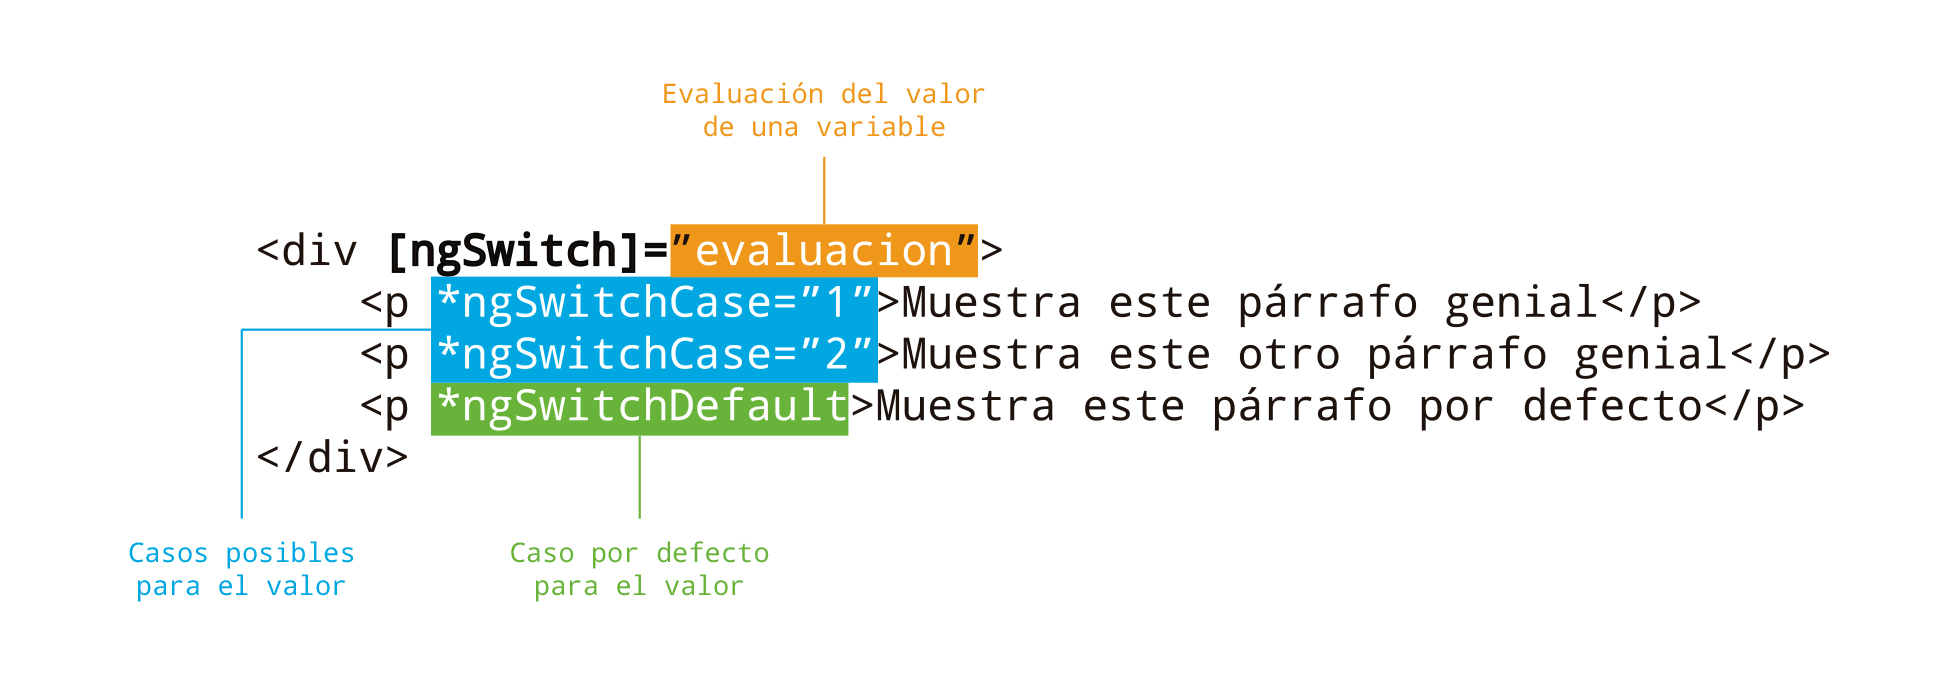 Evaluación del valor
de una variable
<div [ngSwitch]=”evaluacion”>
<p *ngSwitchCase=”1”>Muestra este párrafo genial</p>
<p *ngSwitchCase=”2”>Muestra este otro párrafo genial</p>
<p *ngSwitchDefault>Muestra este párrafo por defecto</p>
</div>
Casos posibles
para el valor
Caso por defecto
para el valor